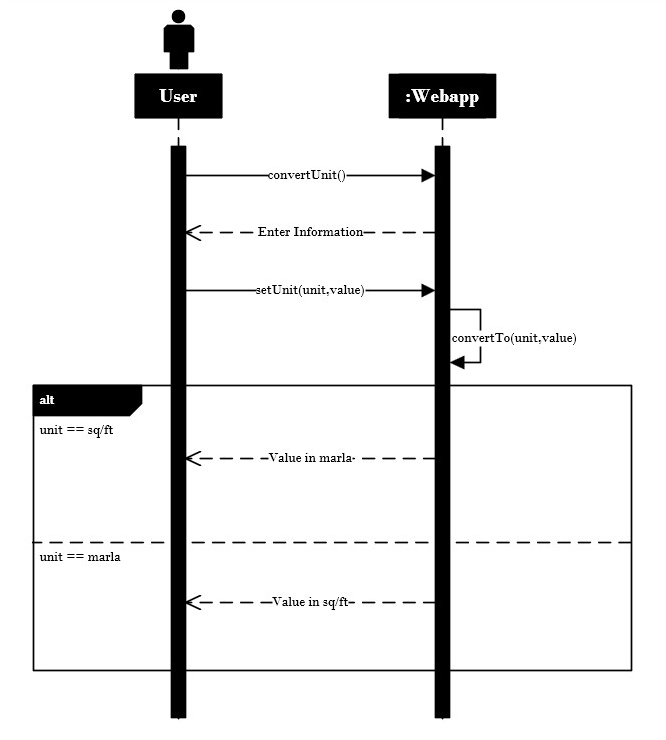 User
:Webapp
convertUnit()
Enter Information
setUnit(unit,value)
convertTo(unit,value)
alt
unit == sq/ft
Value in marla
unit == marla
Value in sq/ft